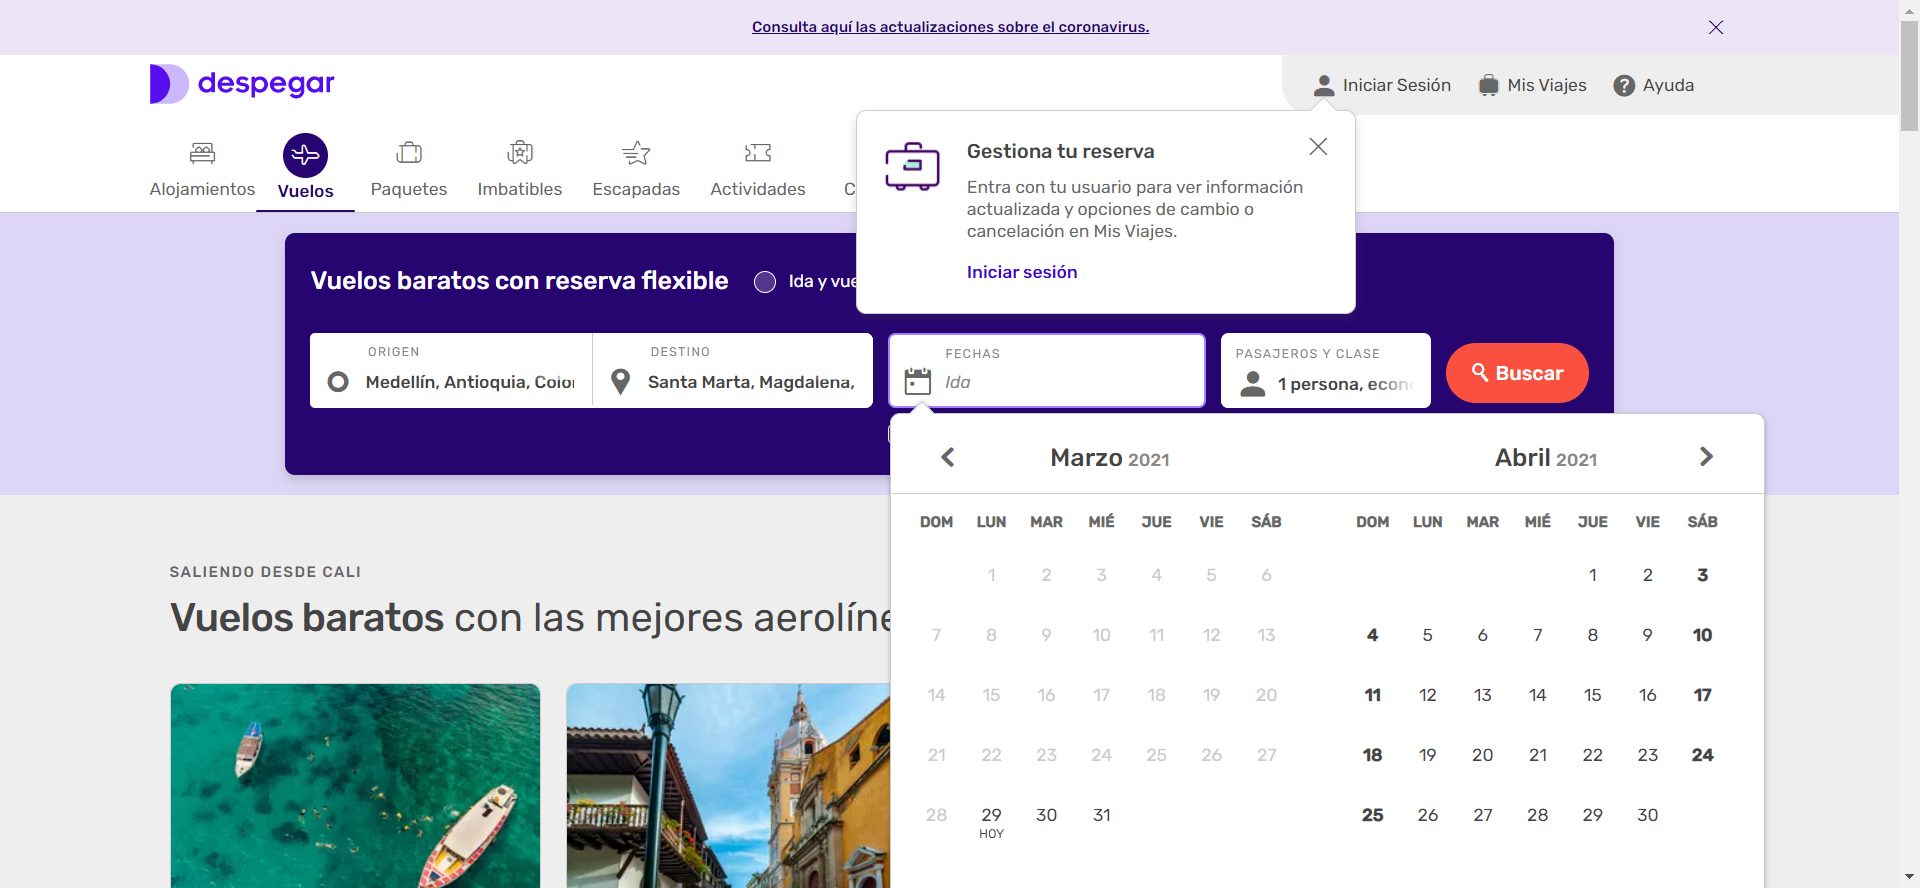 Consulta aquí las actualizaciones sobre el coronavirus.
despegar
Iniciar Sesión
Mis Viajes
? Ayuda
Alojamientos
Vuelos
Paquetes
Imbatibles
Escapadas
Actividades
C
Gestiona tu reserva
Entra con tu usuario para ver información
actualizada y opciones de cambio o
cancelación en Mis Viajes.
Iniciar sesión
Vuelos baratos con reserva flexible
Ida y vue
ORIGEN
Medellín, Antioquia, Colo
DESTINO
Santa Marta, Magdalena,
FECHAS
Ida
PASAJEROS Y CLASE
1 persona, econ
Buscar
Marzo 2021
DOM LUN MAR MIÉ JUE VIE SÁB
1 2 3 4 5 6
7 8 9 10 11 12 13
14 15 16 17 18 19 20
21 22 23 24 25 26 27
28 29 30 31
HOY
Abril 2021
DOM LUN MAR MIÉ JUE VIE SÁB
1 2 3
4 5 6 7 8 9 10
11 12 13 14 15 16 17
18 19 20 21 22 23 24
25 26 27 28 29 30
SALIENDO DESDE CALI
Vuelos baratos con las mejores aerolíne